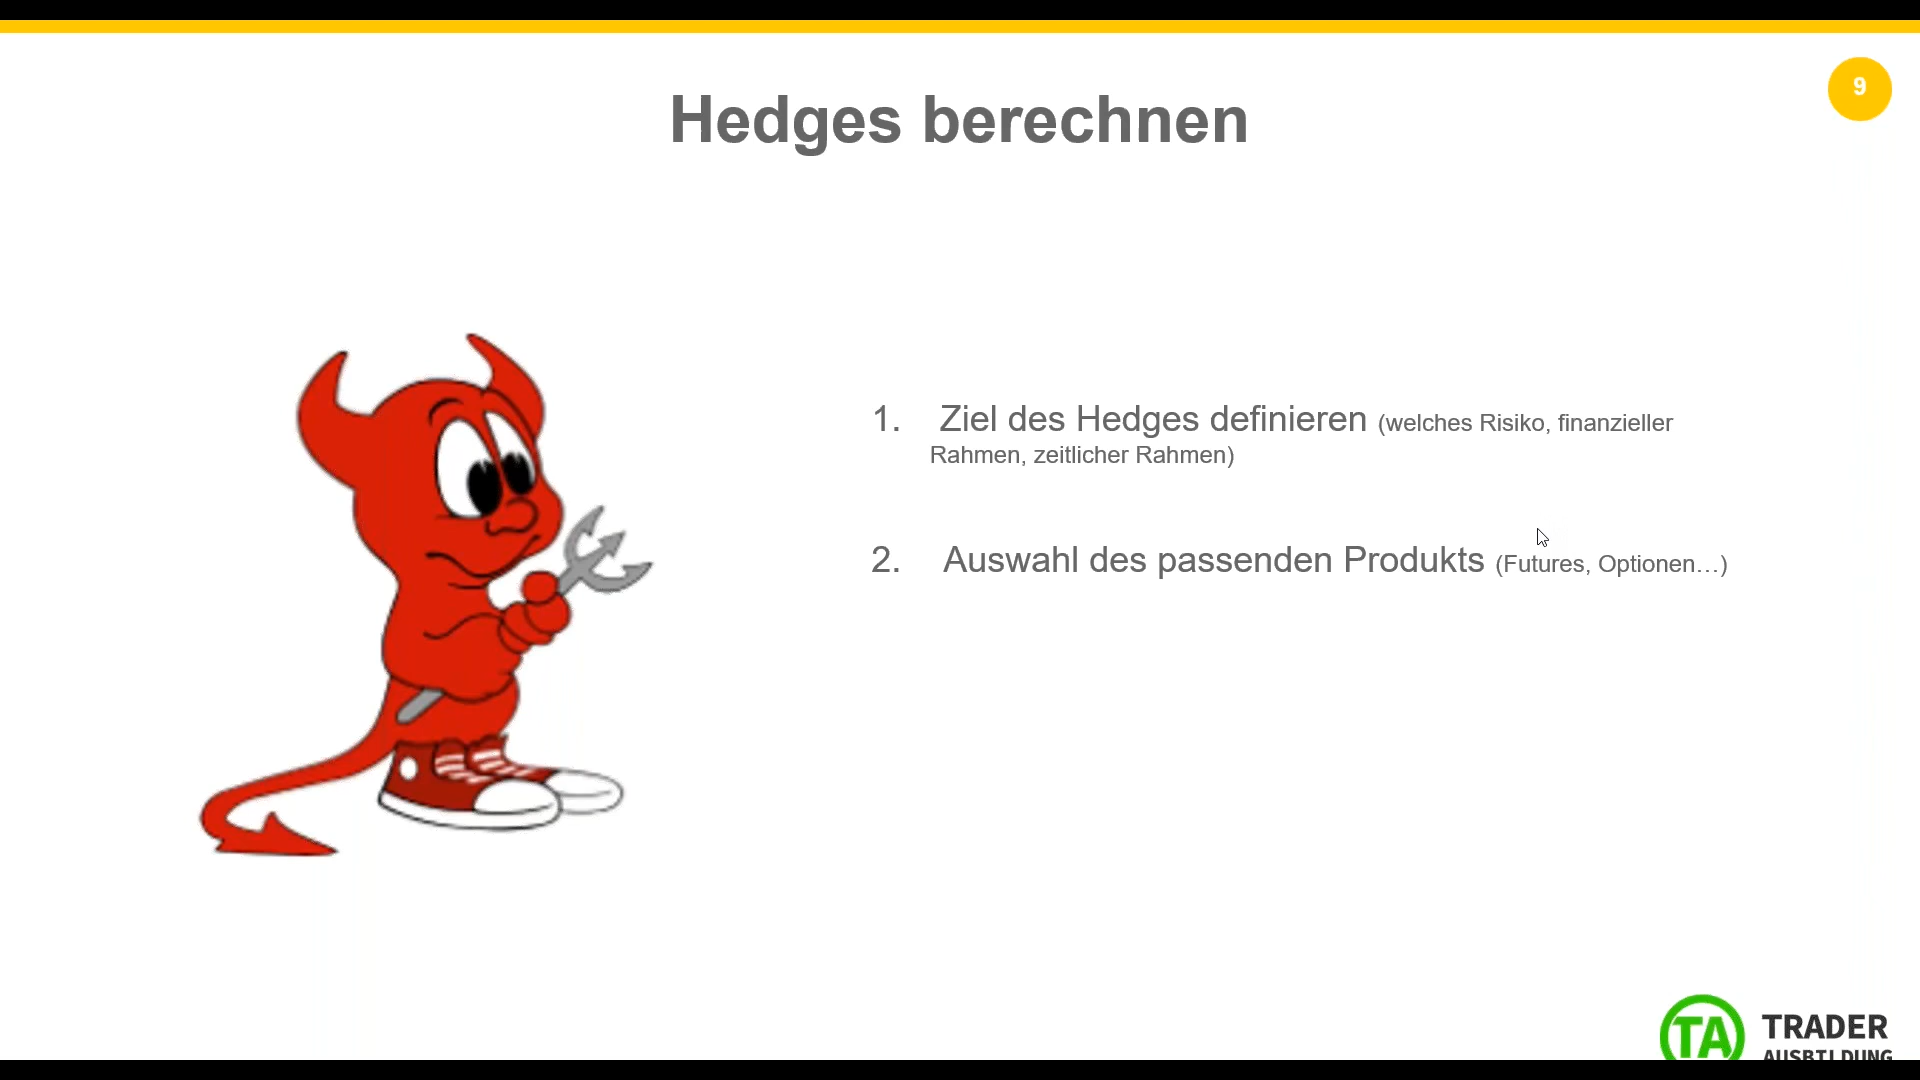 9
Hedges berechnen
1. Ziel des Hedges definieren (welches Risiko, finanzieller
Rahmen, zeitlicher Rahmen)
2. Auswahl des passenden Produkts (Futures, Optionen...)
TA TRADER
AUSBILDUNG